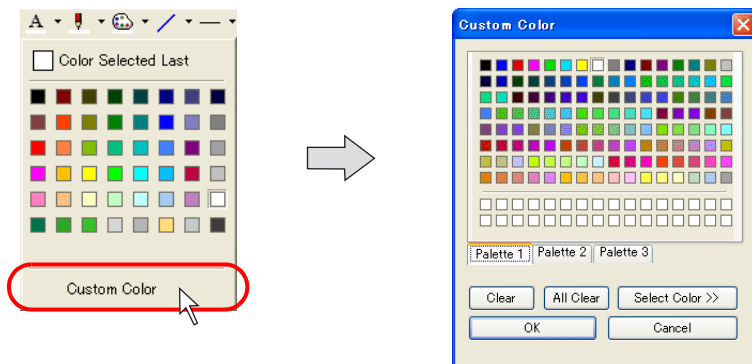 A
Color Selected Last
Custom Color
Custom Color
Palette 1 Palette 2 Palette 3
Clear All Clear Select Color >>
OK Cancel